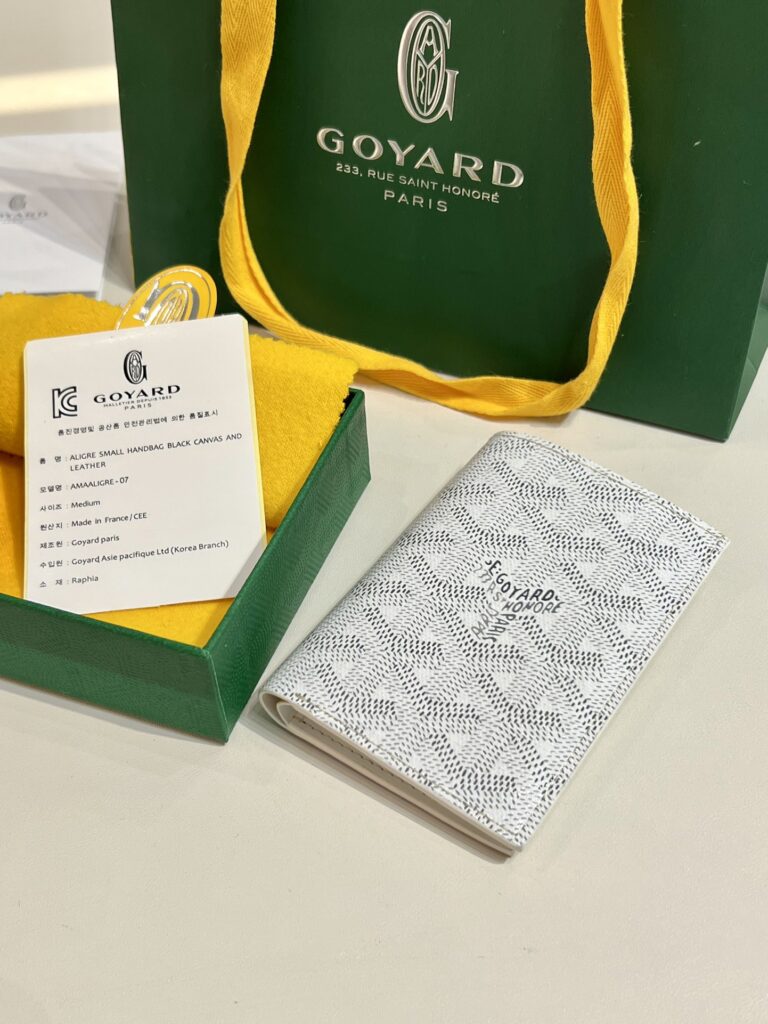 GOYARD
233, RUE SAINT HONORÉ
PARIS
GOYARD
GOYARD
MALLETIER DEPUIS 1853
PARIS
품질경영및 공산품 안전관리법에 의한 품질표시
품 명 : ALIGRE SMALL HANDBAG BLACK CANVAS AND
LEATHER
모델명 : AMAALIGRE-07
사이즈 : Medium
원산지 : Made in France/CEE
제조원 : Goyard paris
수입원 : Goyard Asie pacifique Ltd (Korea Branch)
소 재 : Raphia
E.GOYARD.
HONORÉ
PARIS